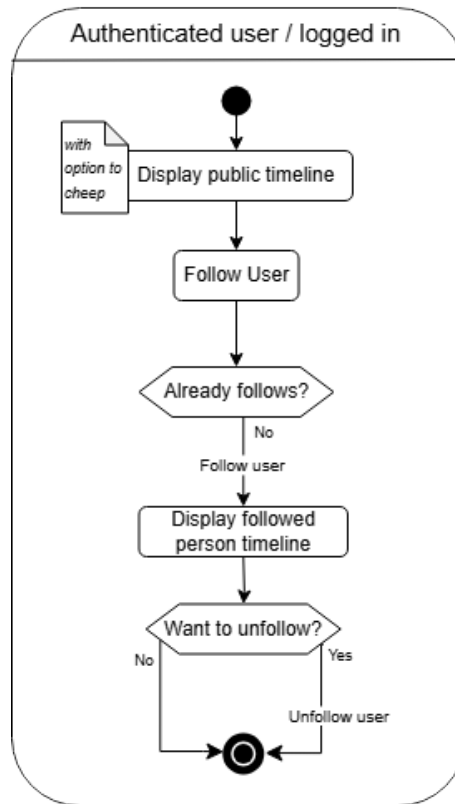 Authenticated user / logged in
with
option to
cheep
Display public timeline
Follow User
Already follows?
No
Follow user
Display followed
person timeline
Want to unfollow?
No
Yes
Unfollow user